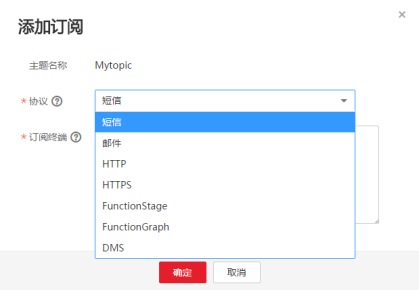 添加订阅
×
主题名称 Mytopic
* 协议 ? 短信
短信
* 订阅终端 ?
邮件
HTTP
HTTPS
FunctionStage
FunctionGraph
DMS
确定 取消